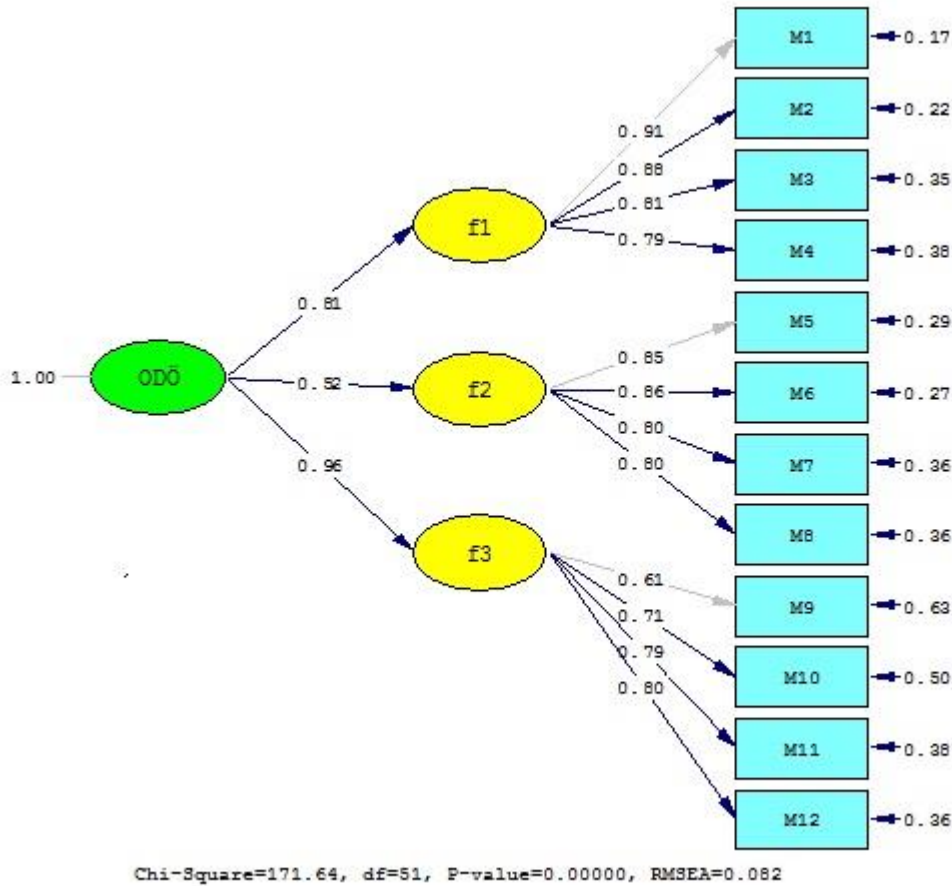 M1
0.17
M2
0.22
0.91
0.88
M3
0.35
0.81
f1
0.79
M4
0.38
0.81
M5
0.29
0.85
1.00
ODÖ
0.52
f2
0.86
M6
0.27
0.80
0.80
M7
0.36
0.96
M8
0.36
f3
0.61
M9
0.63
0.71
0.79
M10
0.50
0.80
M11
0.38
M12
0.36
Chi-Square=171.64, df=51, P-value=0.00000, RMSEA=0.082